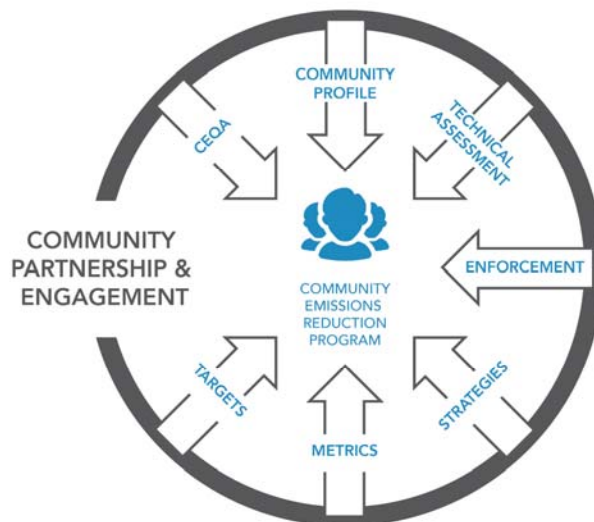 COMMUNITY
PROFILE
CEQA
TECHNICAL
ASSESSMENT
COMMUNITY
PARTNERSHIP &
ENGAGEMENT
ENFORCEMENT
COMMUNITY
EMISSIONS
REDUCTION
PROGRAM
TARGETS
METRICS
STRATEGIES